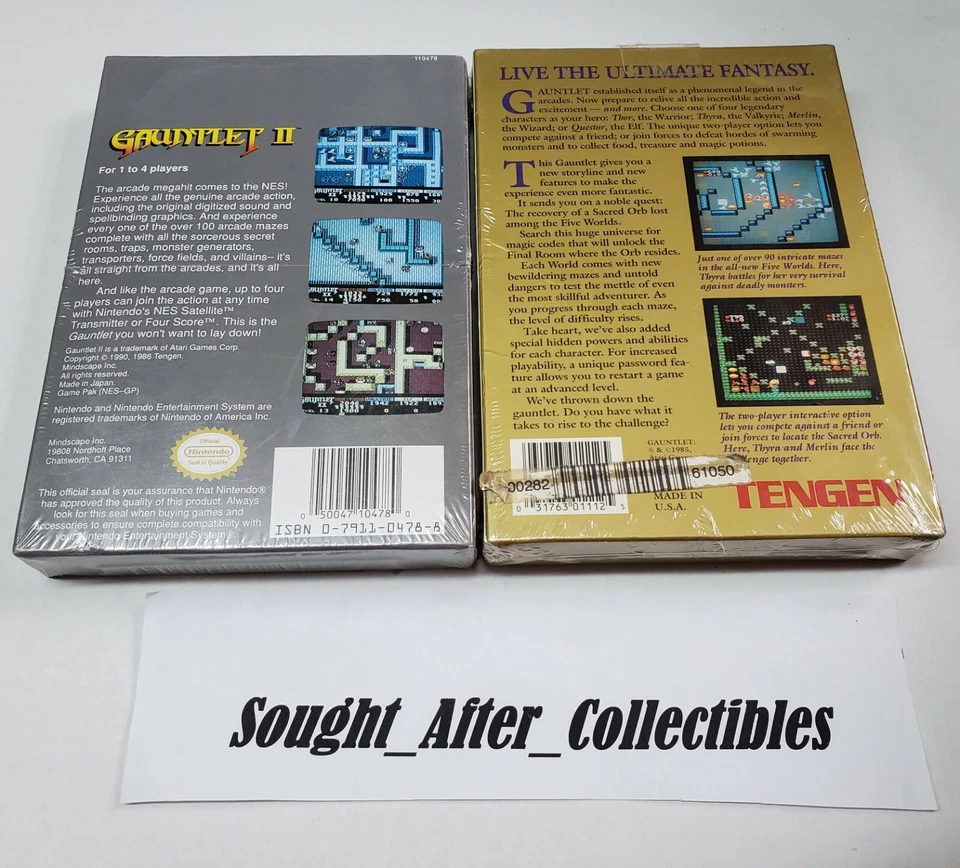 110478
GAUNTLET II™
For 1 to 4 players
The arcade megahit comes to the NES!
Experience all the genuine arcade action,
including the original digitized sound and
spellbinding graphics. And experience
every one of the over 100 arcade mazes
complete with all the sorcerous secret
rooms, traps, monster generators,
transporters, force fields, and villains– it's
all straight from the arcades, and it's all
here.
And like the arcade game, up to four
players can join the action at any time
with Nintendo's NES Satellite™
Transmitter or Four Score™. This is the
Gauntlet you won't want to lay down!
Gauntlet II is a trademark of Atari Games Corp.
Copyright © 1990, 1986 Tengen.
Mindscape Inc.
All rights reserved.
Made in Japan.
Game Pak (NES–GP)
Nintendo and Nintendo Entertainment System are
registered trademarks of Nintendo of America Inc.
Mindscape Inc.
19808 Nordhoff Place
Chatsworth, CA 91311
Official
Nintendo
Seal of Quality
This official seal is your assurance that Nintendo®
has approved the quality of this product. Always
look for this seal when buying games and
accessories to ensure complete compatibility with
your Nintendo Entertainment System®.
0 50047 10478 0
ISBN 0-7911-0478-8
LIVE THE ULTIMATE FANTASY.
GAUNTLET established itself as a phenomenal legend in the
arcades. Now prepare to relive all the incredible action and
excitement — and more. Choose one of four legendary
characters as your hero: Thor, the Warrior; Thyra, the Valkyrie; Merlin,
the Wizard; or Questor, the Elf. The unique two-player option lets you
compete against a friend; or join forces to defeat hordes of swarming
monsters and to collect food, treasure and magic potions.
This Gauntlet gives you a
new storyline and new
features to make the
experience even more fantastic.
It sends you on a noble quest:
The recovery of a Sacred Orb lost
among the Five Worlds.
Search this huge universe for
magic codes that will unlock the
Final Room where the Orb resides.
Each World comes with new
bewildering mazes and untold
dangers to test the mettle of even
the most skillful adventurer. As
you progress through each maze,
the level of difficulty rises.
Take heart, we've also added
special hidden powers and abilities
for each character. For increased
playability, a unique password fea-
ture allows you to restart a game
at an advanced level.
We've thrown down the
gauntlet. Do you have what it
takes to rise to the challenge?
Just one of over 90 intricate mazes
in the all-new Five Worlds. Here,
Thyra battles for her very survival
against deadly monsters.
The two-player interactive option
lets you compete against a friend or
join forces to locate the Sacred Orb.
Here, Thyra and Merlin face the
challenge together.
GAUNTLET:
® & ©1985,
00282 61050
0 31763 01112 5
MADE IN
U.S.A.
TENGEN
Sought_After_Collectibles